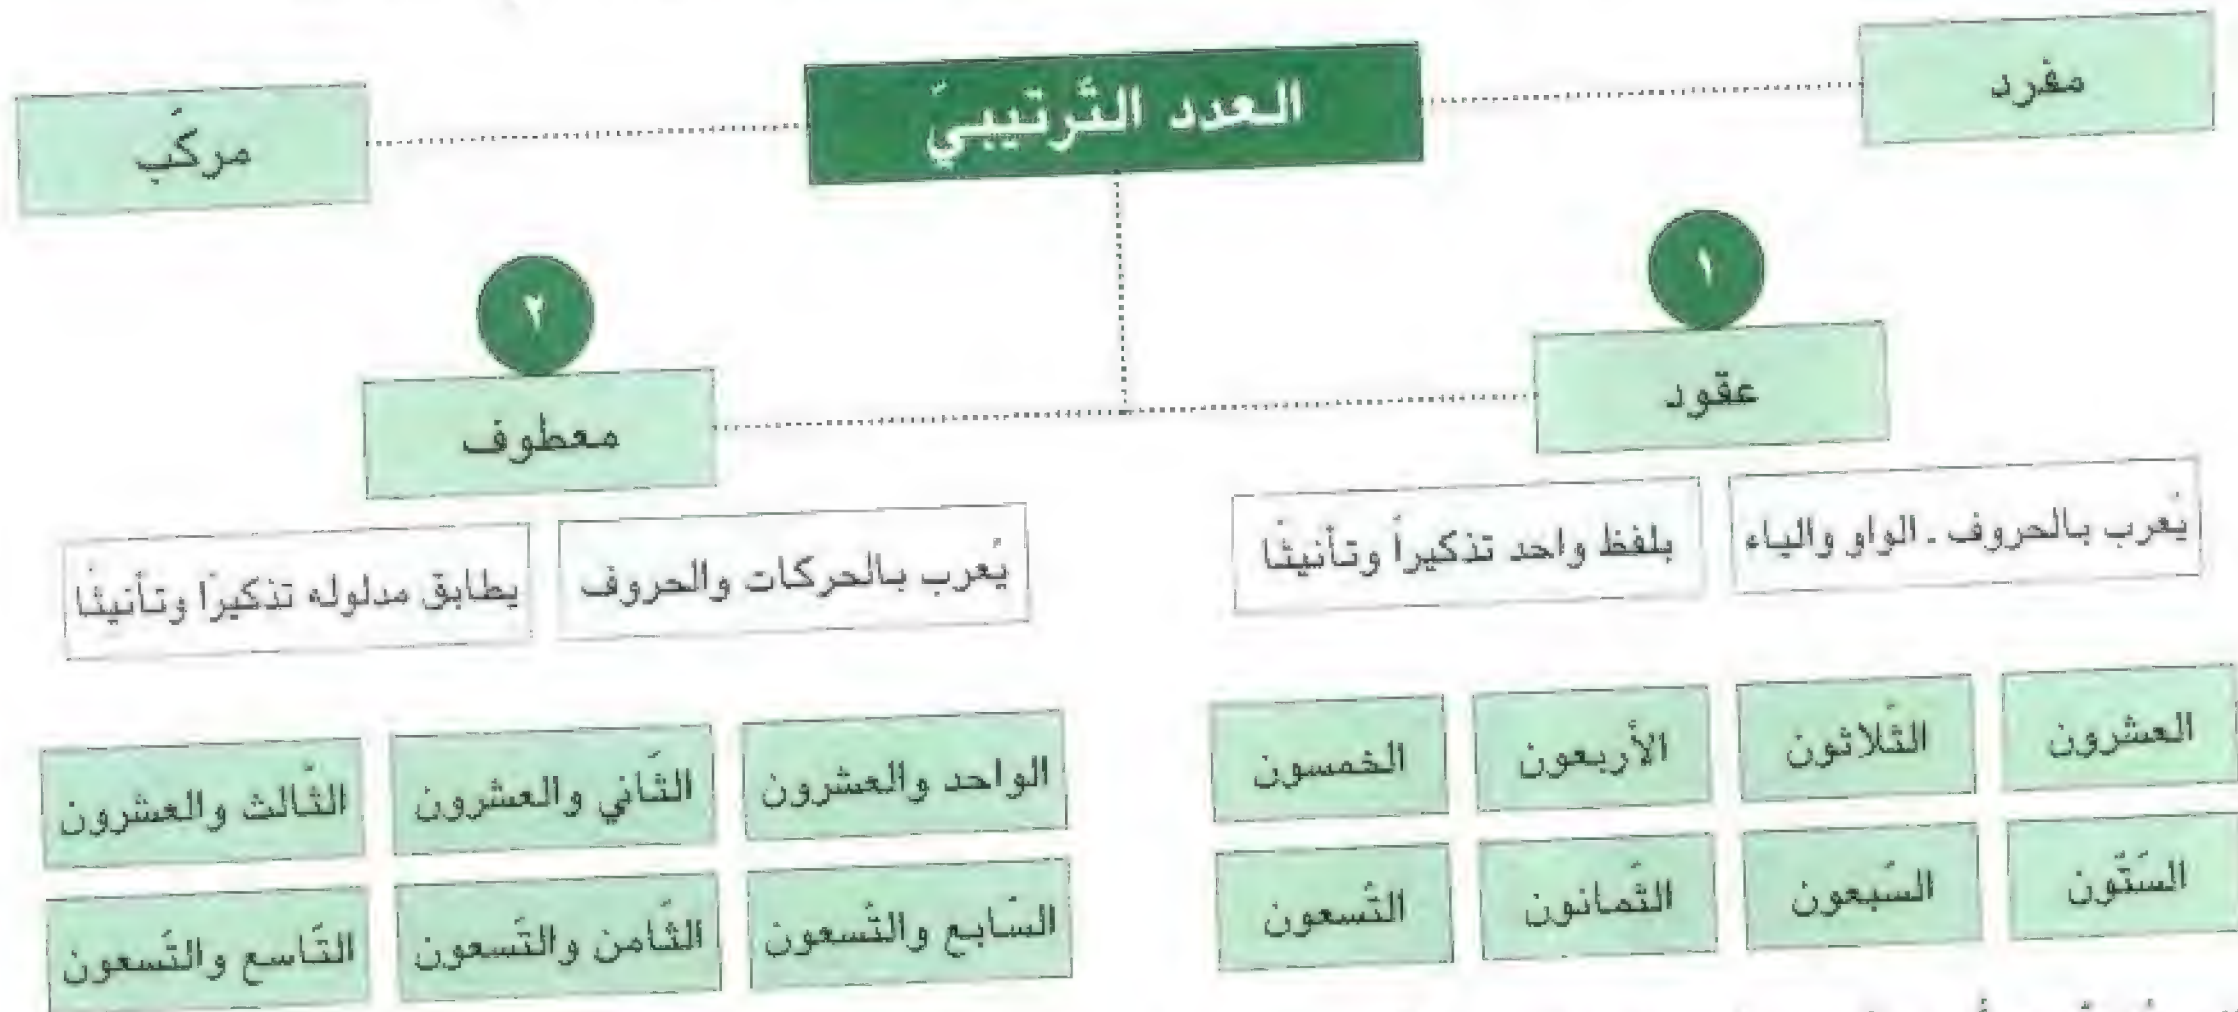 مفرد
العدد التّرتيبيّ
مركّب
١
٢
عقود
معطوف
يُعرب بالحروف ـ الواو والياء
بلفظ واحد تذكيراً وتأنيثًا
يُعرب بالحركات والحروف
يطابق مدلوله تذكيرًا وتأنيثًا
العشرون
الثّلاثون
الأربعون
الخمسون
السّتّون
السّبعون
الثّمانون
التّسعون
الواحد والعشرون
الثّاني والعشرون
الثّالث والعشرون
السّابع والتّسعون
الثّامن والتّسعون
التّاسع والتّسعون